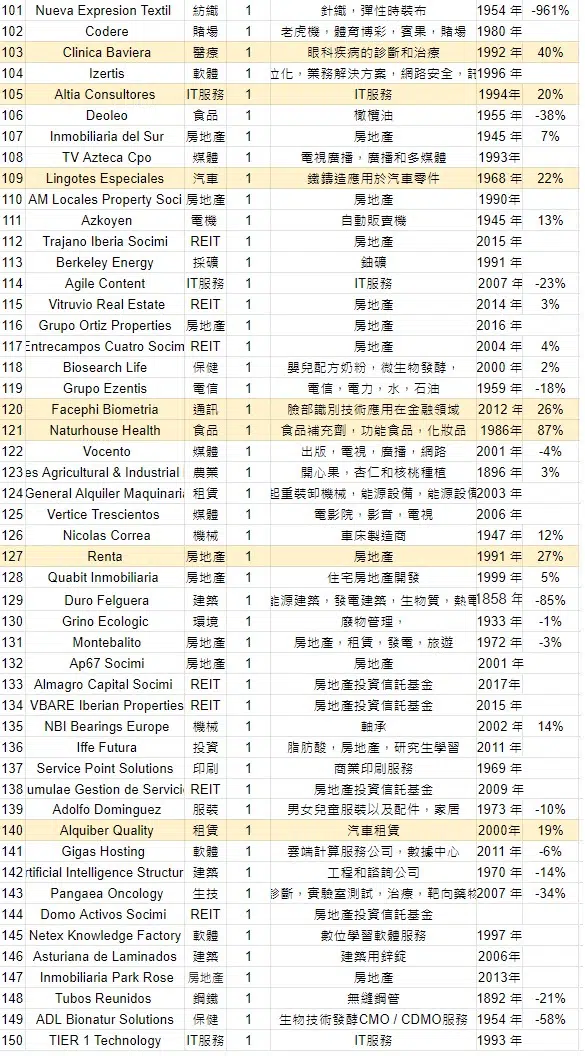 101 Nueva Expresion Textil 紡織 1 針織，彈性時裝布 1954 年 -961%
102 Codere 賭場 1 老虎機，體育博彩，賓果，賭場 1980 年
103 Clinica Baviera 醫療 1 眼科疾病的診斷和治療 1992 年 40%
104 Izertis 軟體 1 位化，業務解決方案，網路安全， 1996 年
105 Altia Consultores IT服務 1 IT服務 1994年 20%
106 Deoleo 食品 1 橄欖油 1955 年 -38%
107 Inmobiliaria del Sur 房地產 1 房地產 1945 年 7%
108 TV Azteca Cpo 媒體 1 電視廣播，廣播和多媒體 1993年
109 Lingotes Especiales 汽車 1 鐵鑄造應用於汽車零件 1968 年 22%
110 AM Locales Property Soci 房地產 1 房地產 1990年
111 Azkoyen 電機 1 自動販賣機 1945 年 13%
112 Trajano Iberia Socimi REIT 1 房地產 2015 年
113 Berkeley Energy 採礦 1 鈾礦 1991 年
114 Agile Content IT服務 1 IT服務 2007 年 -23%
115 Vitruvio Real Estate REIT 1 房地產 2014 年 3%
116 Grupo Ortiz Properties 房地產 1 房地產 2016 年
117 Entrecampos Cuatro Socim REIT 1 房地產 2004 年 4%
118 Biosearch Life 保健 1 嬰兒配方奶粉，微生物發酵， 2000 年 2%
119 Grupo Ezentis 電信 1 電信，電力，水，石油 1959 年 -18%
120 Facephi Biometria 通訊 1 臉部識別技術應用在金融領域 2012 年 26%
121 Naturhouse Health 食品 1 食品補充劑，功能食品，化妝品 1986年 87%
122 Vocento 媒體 1 出版，電視，廣播，網路 2001 年 -4%
123 es Agricultural & Industrial 農業 1 開心果，杏仁和核桃種植 1896 年 3%
124 General Alquiler Maquinaria 租賃 1 起重裝卸機械，能源設備，能源設備 2003 年
125 Vertice Trescientos 媒體 1 電影院，影音，電視 2006 年
126 Nicolas Correa 機械 1 車床製造商 1947 年 12%
127 Renta 房地產 1 房地產 1991 年 27%
128 Quabit Inmobiliaria 房地產 1 住宅房地產開發 1999 年 5%
129 Duro Felguera 建築 1 能源建築，發電建築，生物質，熱電 1858 年 -85%
130 Grino Ecologic 環境 1 廢物管理， 1933 年 -1%
131 Montebalito 房地產 1 房地產，租賃，發電，旅遊 1972 年 -3%
132 Ap67 Socimi 房地產 1 房地產 2001 年
133 Almagro Capital Socimi REIT 1 房地產投資信託基金 2017年
134 VBARE Iberian Properties REIT 1 房地產投資信託基金 2015 年
135 NBI Bearings Europe 機械 1 軸承 2002 年 14%
136 Iffe Futura 投資 1 脂肪酸，房地產，研究生學習 2011 年
137 Service Point Solutions 印刷 1 商業印刷服務 1969 年
138 umulae Gestion de Servici REIT 1 房地產投資信託基金 2009 年
139 Adolfo Dominguez 服裝 1 男女兒童服裝以及配件，家居 1973 年 -10%
140 Alquiber Quality 租賃 1 汽車租賃 2000年 19%
141 Gigas Hosting 軟體 1 雲端計算服務公司，數據中心 2011 年 -6%
142 rtificial Intelligence Structur 建築 1 工程和諮詢公司 1970 年 -14%
143 Pangaea Oncology 生技 1 診斷，實驗室測試，治療，靶向藥物 2007 年 -34%
144 Domo Activos Socimi REIT 1 房地產投資信託基金
145 Netex Knowledge Factory 軟體 1 數位學習軟體服務 1997 年
146 Asturiana de Laminados 建築 1 建築用鋅錠 2006年
147 Inmobiliaria Park Rose 房地產 1 房地產 2013年
148 Tubos Reunidos 鋼鐵 1 無縫鋼管 1892 年 -21%
149 ADL Bionatur Solutions 保健 1 生物技術發酵CMO / CDMO服務 1954 年 -58%
150 TIER 1 Technology IT服務 1 IT服務 1993 年